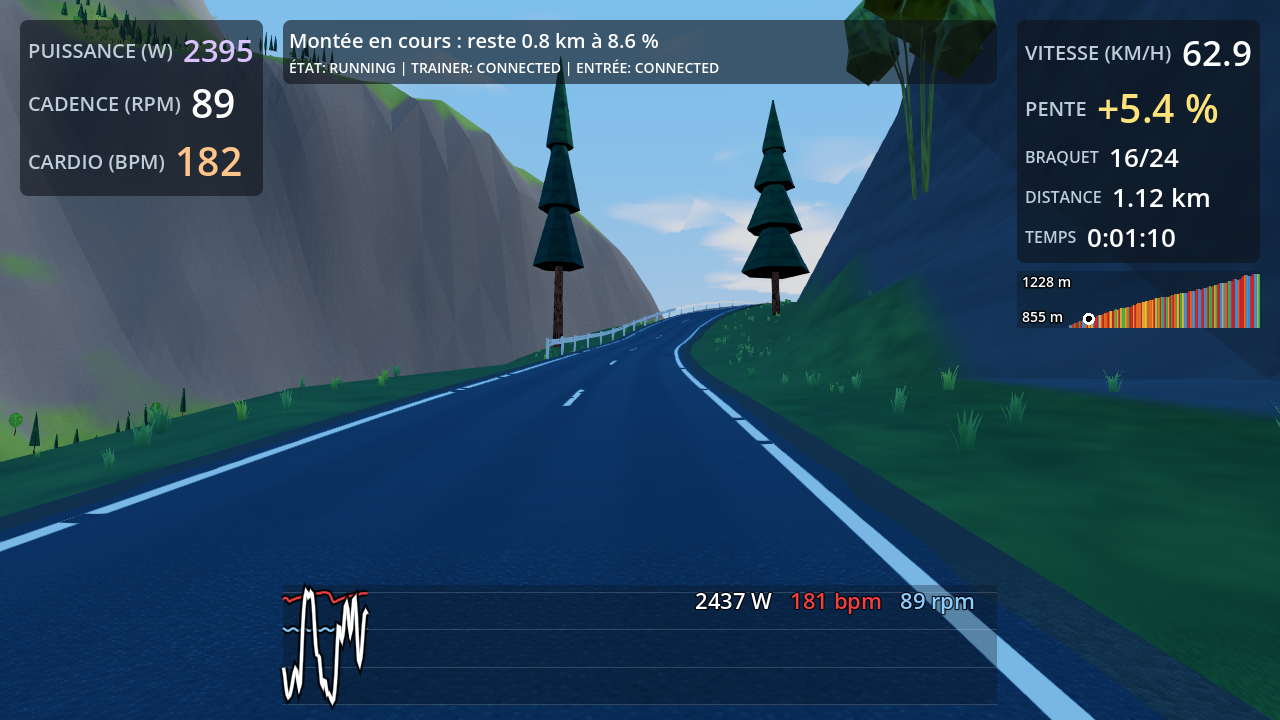 PUISSANCE (W) 2395
CADENCE (RPM) 89
CARDIO (BPM) 182
Montée en cours : reste 0.8 km à 8.6 %
ÉTAT: RUNNING | TRAINER: CONNECTED | ENTRÉE: CONNECTED
VITESSE (KM/H) 62.9
PENTE +5.4 %
BRAQUET 16/24
DISTANCE 1.12 km
TEMPS 0:01:10
1228 m
855 m
2437 W 181 bpm 89 rpm